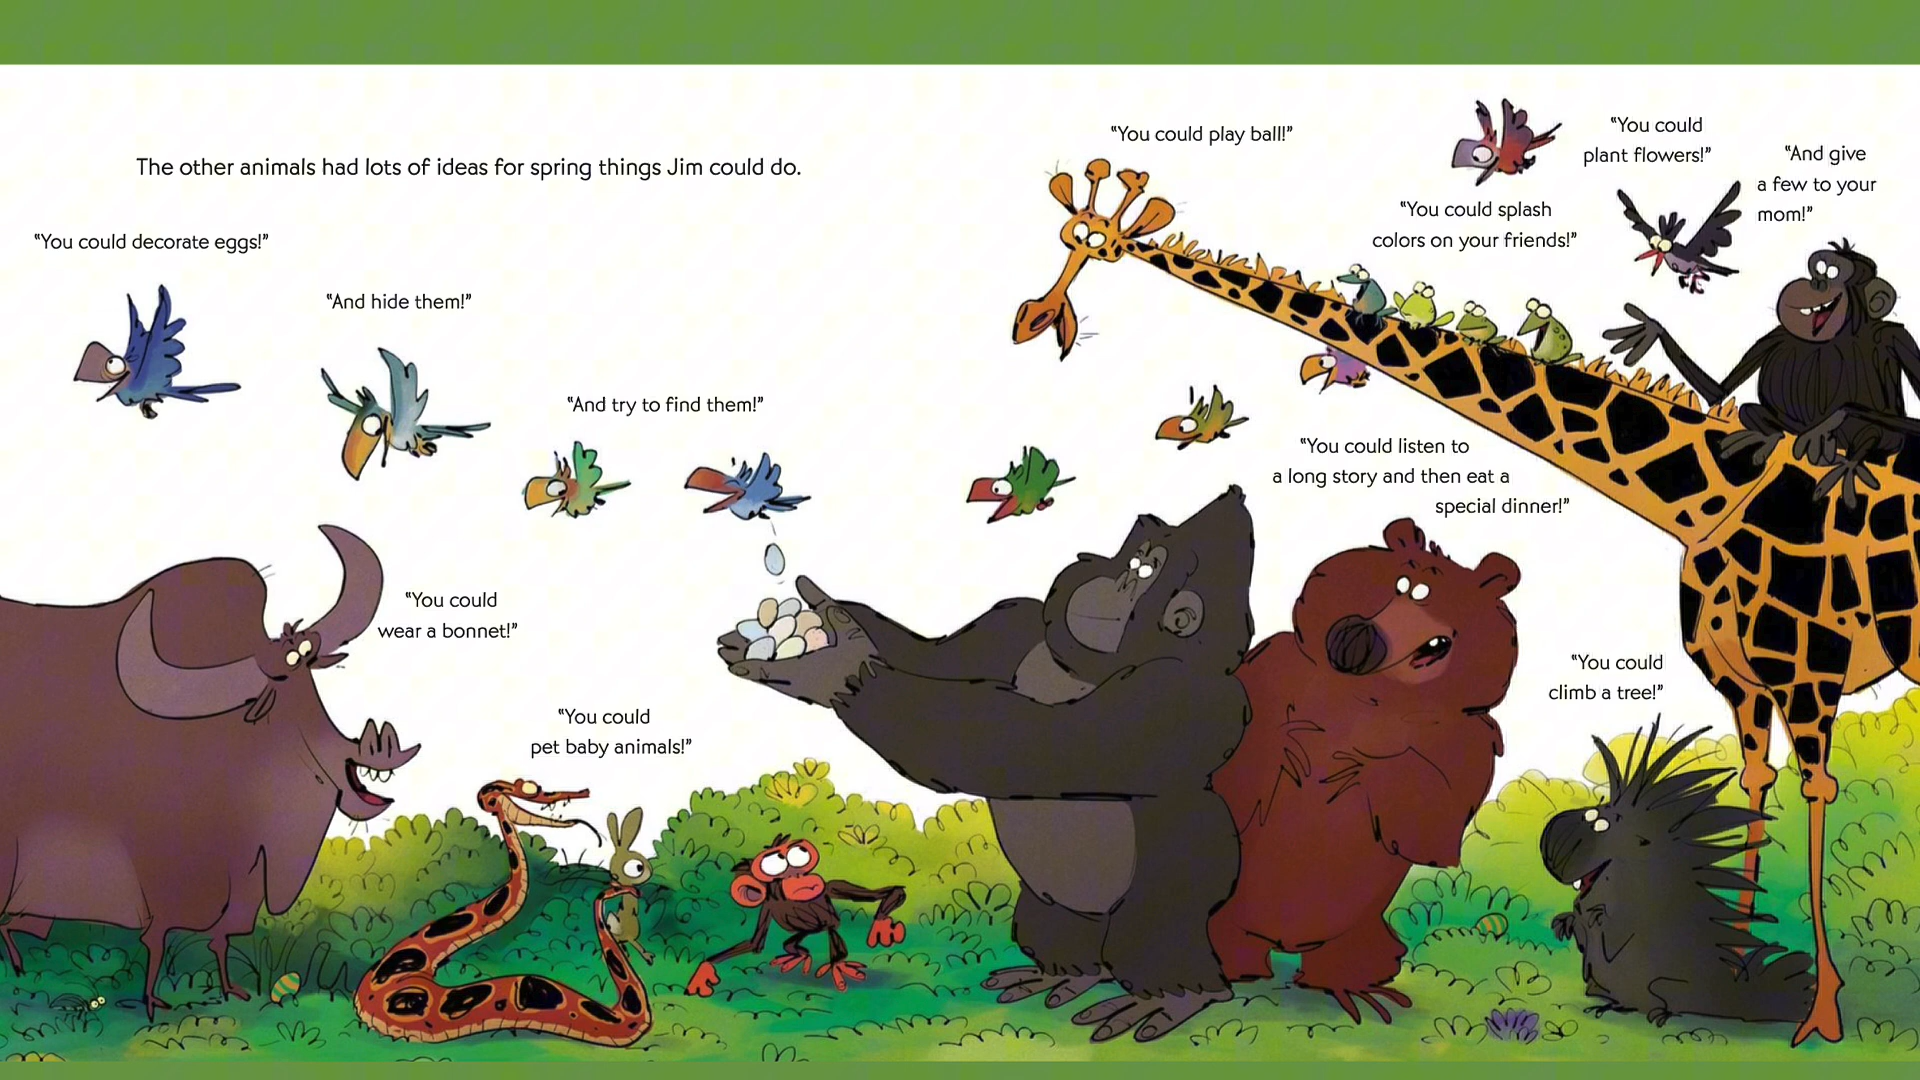 The other animals had lots of ideas for spring things Jim could do.
“You could decorate eggs!”
“And hide them!”
“And try to find them!”
“You could
wear a bonnet!”
“You could
pet baby animals!”
“You could play ball!”
“You could
plant flowers!”
“And give
a few to your
mom!”
“You could splash
colors on your friends!”
“You could listen to
a long story and then eat a
special dinner!”
“You could
climb a tree!”